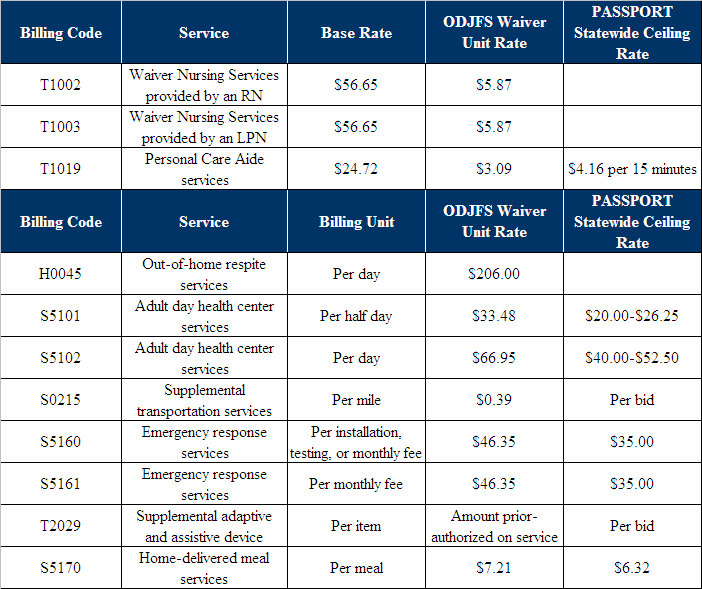 Billing Code Service Base Rate ODJFS Waiver Unit Rate PASSPORT Statewide Ceiling Rate
T1002 Waiver Nursing Services provided by an RN $56.65 $5.87
T1003 Waiver Nursing Services provided by an LPN $56.65 $5.87
T1019 Personal Care Aide services $24.72 $3.09 $4.16 per 15 minutes
Billing Code Service Billing Unit ODJFS Waiver Unit Rate PASSPORT Statewide Ceiling Rate
H0045 Out-of-home respite services Per day $206.00
S5101 Adult day health center services Per half day $33.48 $20.00-$26.25
S5102 Adult day health center services Per day $66.95 $40.00-$52.50
S0215 Supplemental transportation services Per mile $0.39 Per bid
S5160 Emergency response services Per installation, testing, or monthly fee $46.35 $35.00
S5161 Emergency response services Per monthly fee $46.35 $35.00
T2029 Supplemental adaptive and assistive device Per item Amount prior-authorized on service Per bid
S5170 Home-delivered meal services Per meal $7.21 $6.32